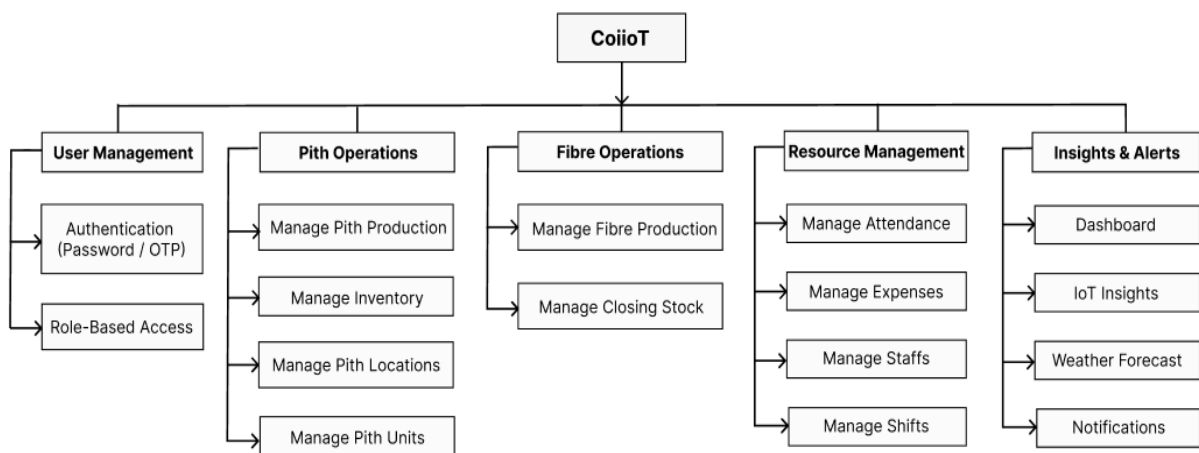 CoiioT
User Management
Pith Operations
Fibre Operations
Resource Management
Insights & Alerts
Authentication
(Password / OTP)
Role-Based Access
Manage Pith Production
Manage Inventory
Manage Pith Locations
Manage Pith Units
Manage Fibre Production
Manage Closing Stock
Manage Attendance
Manage Expenses
Manage Staffs
Manage Shifts
Dashboard
IoT Insights
Weather Forecast
Notifications